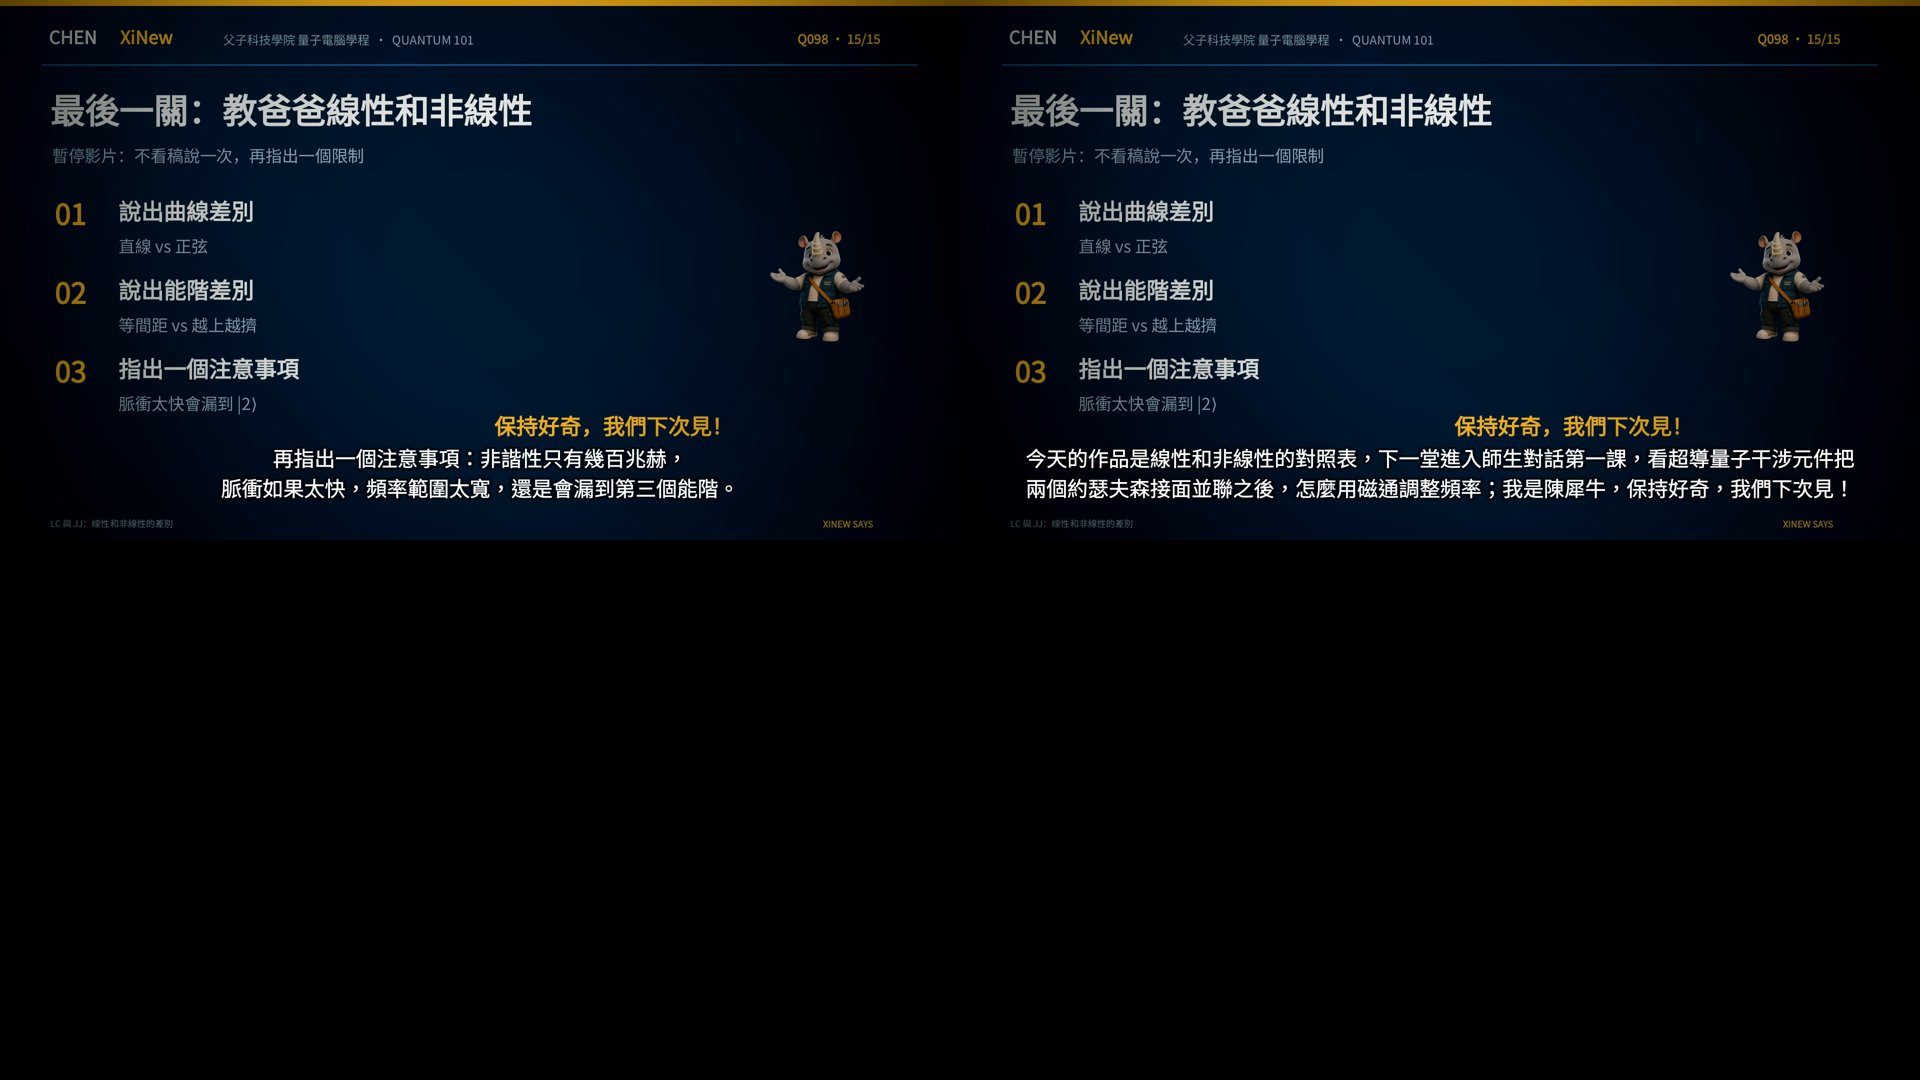 CHEN XiNew 父子科技學院 量子電腦學程 • QUANTUM 101 Q098 • 15/15
最後一關：教爸爸線性和非線性
暫停影片：不看稿說一次，再指出一個限制
01 說出曲線差別
直線 vs 正弦
02 說出能階差別
等間距 vs 越上越擠
03 指出一個注意事項
脈衝太快會漏到 |2⟩
保持好奇，我們下次見！
再指出一個注意事項：非諧性只有幾百兆赫，
脈衝如果太快，頻率範圍太寬，還是會漏到第三個能階。
LC 與 JJ：線性和非線性的差別 XINEW SAYS
CHEN XiNew 父子科技學院 量子電腦學程 • QUANTUM 101 Q098 • 15/15
最後一關：教爸爸線性和非線性
暫停影片：不看稿說一次，再指出一個限制
01 說出曲線差別
直線 vs 正弦
02 說出能階差別
等間距 vs 越上越擠
03 指出一個注意事項
脈衝太快會漏到 |2⟩
保持好奇，我們下次見！
今天的作品是線性和非線性的對照表，下一堂進入師生對話第一課，看超導量子干涉元件把
兩個約瑟夫森接面並聯之後，怎麼用磁通調整頻率；我是陳犀牛，保持好奇，我們下次見！
LC 與 JJ：線性和非線性的差別 XINEW SAYS